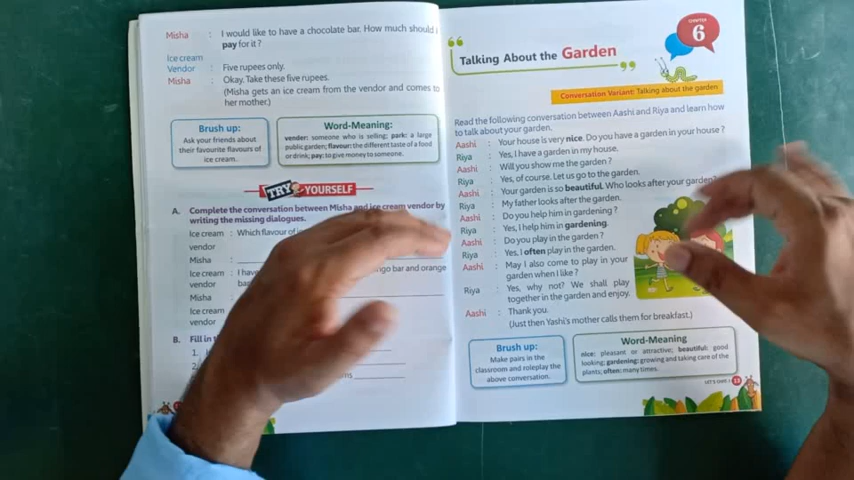 Misha : I would like to have a chocolate bar. How much should I
pay for it ?
Ice cream
Vendor : Five rupees only.
Misha : Okay. Take these five rupees.
(Misha gets an ice cream from the vendor and comes to
her mother.)
Brush up:
Ask your friends about
their favourite flavours of
ice cream.
Word-Meaning:
vendor: someone who is selling; park: a large
public garden; flavour: the different taste of a food
or drink; pay: to give money to someone.
TRY YOURSELF
A. Complete the conversation between Misha and ice cream vendor by
writing the missing dialogues.
Ice cream : Which flavour of
vendor
Misha :
Ice cream : I have ngo bar and orange
vendor
Misha :
Ice cream
vendor
B. Fill in
1.
2.
CHAPTER
6
“ Talking About the Garden ”
Conversation Variant: Talking about the garden
Read the following conversation between Aashi and Riya and learn how
to talk about your garden.
Aashi : Your house is very nice. Do you have a garden in your house ?
Riya : Yes, I have a garden in my house.
Aashi : Will you show me the garden ?
Riya : Yes, of course. Let us go to the garden.
Aashi : Your garden is so beautiful. Who looks after your garden?
Riya : My father looks after the garden.
Aashi : Do you help him in gardening ?
Riya : Yes, I help him in gardening.
Aashi : Do you play in the garden ?
Riya : Yes, I often play in the garden.
Aashi : May I also come to play in your
garden when I like ?
Riya : Yes, why not? We shall play
together in the garden and enjoy.
Aashi : Thank you.
(Just then Yashi's mother calls them for breakfast.)
Brush up:
Make pairs in the
classroom and roleplay the
above conversation.
Word-Meaning
nice: pleasant or attractive; beautiful: good
looking; gardening: growing and taking care of the
plants; often: many times.
13